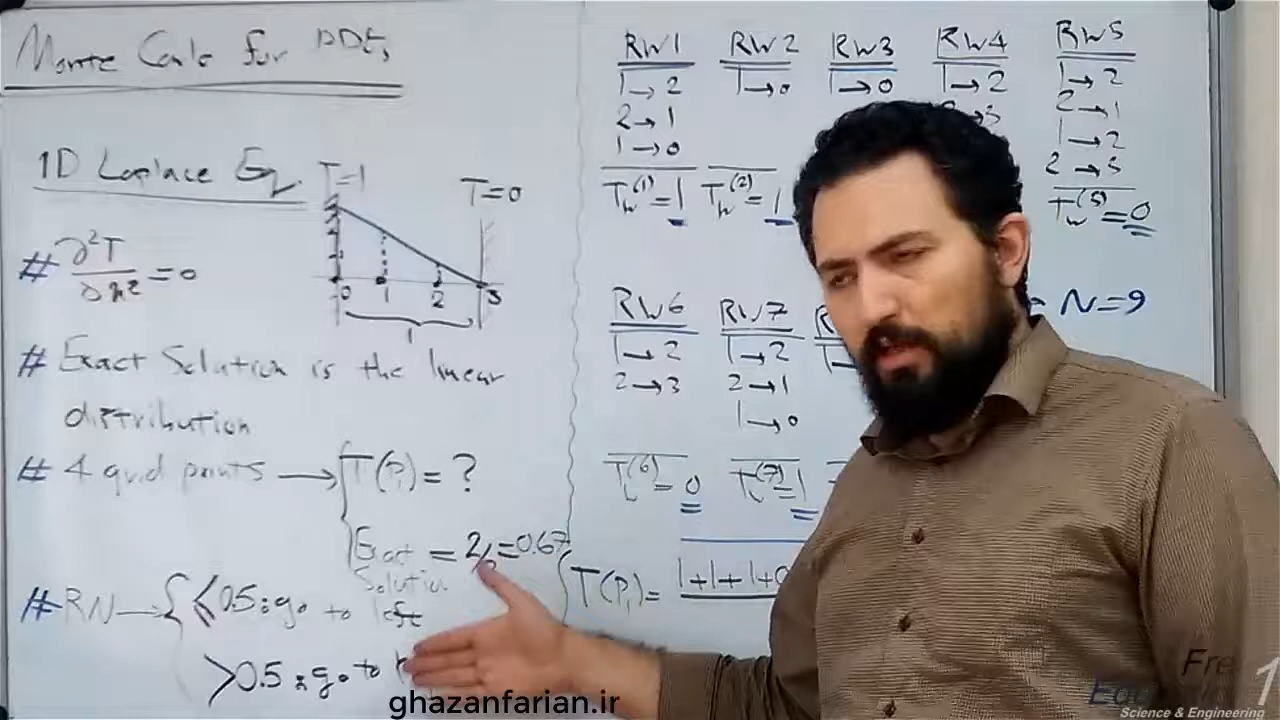 Monte Carlo for PDEs
1D Laplace Eq.
T=1
T=0
0 1 2 3
1
# ∂²T/∂x² = 0
# Exact Solution is the linear
distribution
# 4 grid points → T(P₁) = ?
Exact Solution = 2/3 = 0.67
# RN → { ≤0.5 : go to left
>0.5 : go to
RW1
1→2
2→1
1→0
T_w^(1) = 1
RW2
1→0
T_w^(2) = 1
RW3
1→0
RW4
1→2
RW5
1→2
2→1
1→2
2→3
T_w^(5) = 0
RW6
1→2
2→3
T_w^(6) = 0
RW7
1→2
2→1
1→0
T_w^(7) = 1
N=9
T(P₁) = 1+1+1+0
ghazanfarian.ir
Science & Engineering